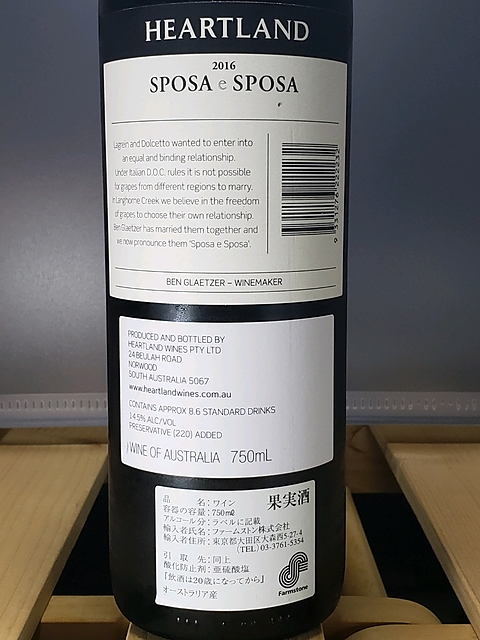 HEARTLAND
2016
SPOSA e SPOSA
Lagrein and Dolcetto wanted to enter into
an equal and binding relationship.
Under Italian D.O.C. rules it is not possible
for grapes from different regions to marry.
In Langhorne Creek we believe in the freedom
of grapes to choose their own relationship.
Ben Glaetzer has married them together and
we now pronounce them 'Sposa e Sposa'.
9 331276 222232
BEN GLAETZER – WINEMAKER
PRODUCED AND BOTTLED BY
HEARTLAND WINES PTY LTD
24 BEULAH ROAD
NORWOOD
SOUTH AUSTRALIA 5067
www.heartlandwines.com.au
CONTAINS APPROX 8.6 STANDARD DRINKS
14.5% ALC/VOL
PRESERVATIVE (220) ADDED
WINE OF AUSTRALIA 750mL
果実酒
品名:ワイン
容器の容量:750㎖
アルコール分:ラベルに記載
輸入者氏名:ファームストン株式会社
輸入者住所:東京都大田区大森西5-27-4
(TEL) 03-3761-5354
引取先:同上
酸化防止剤:亜硫酸塩
「飲酒は20歳になってから」
オーストラリア産
Farmstone